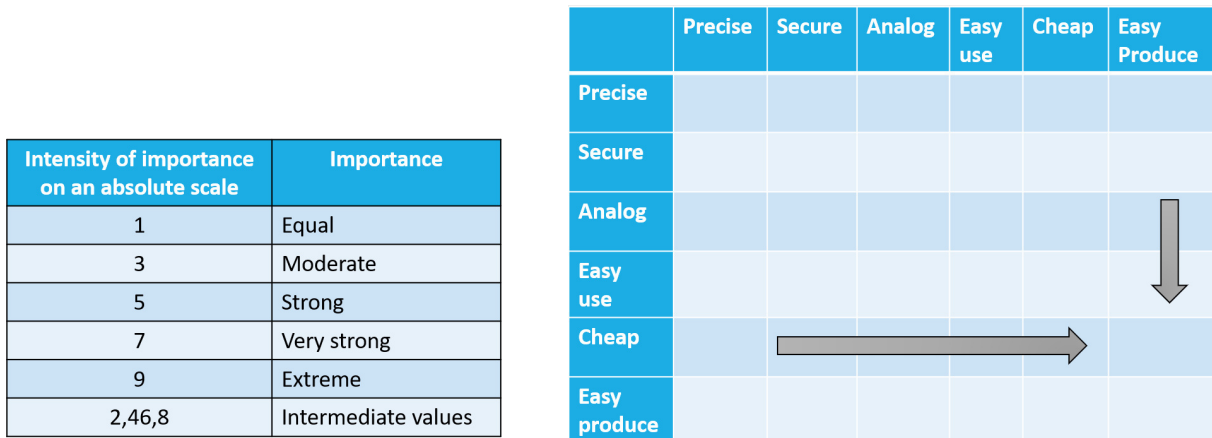 Intensity of importance
on an absolute scale
Importance
1
Equal
3
Moderate
5
Strong
7
Very strong
9
Extreme
2,46,8
Intermediate values
Precise
Secure
Analog
Easy
use
Cheap
Easy
Produce
Precise
Secure
Analog
Easy
use
Cheap
Easy
produce